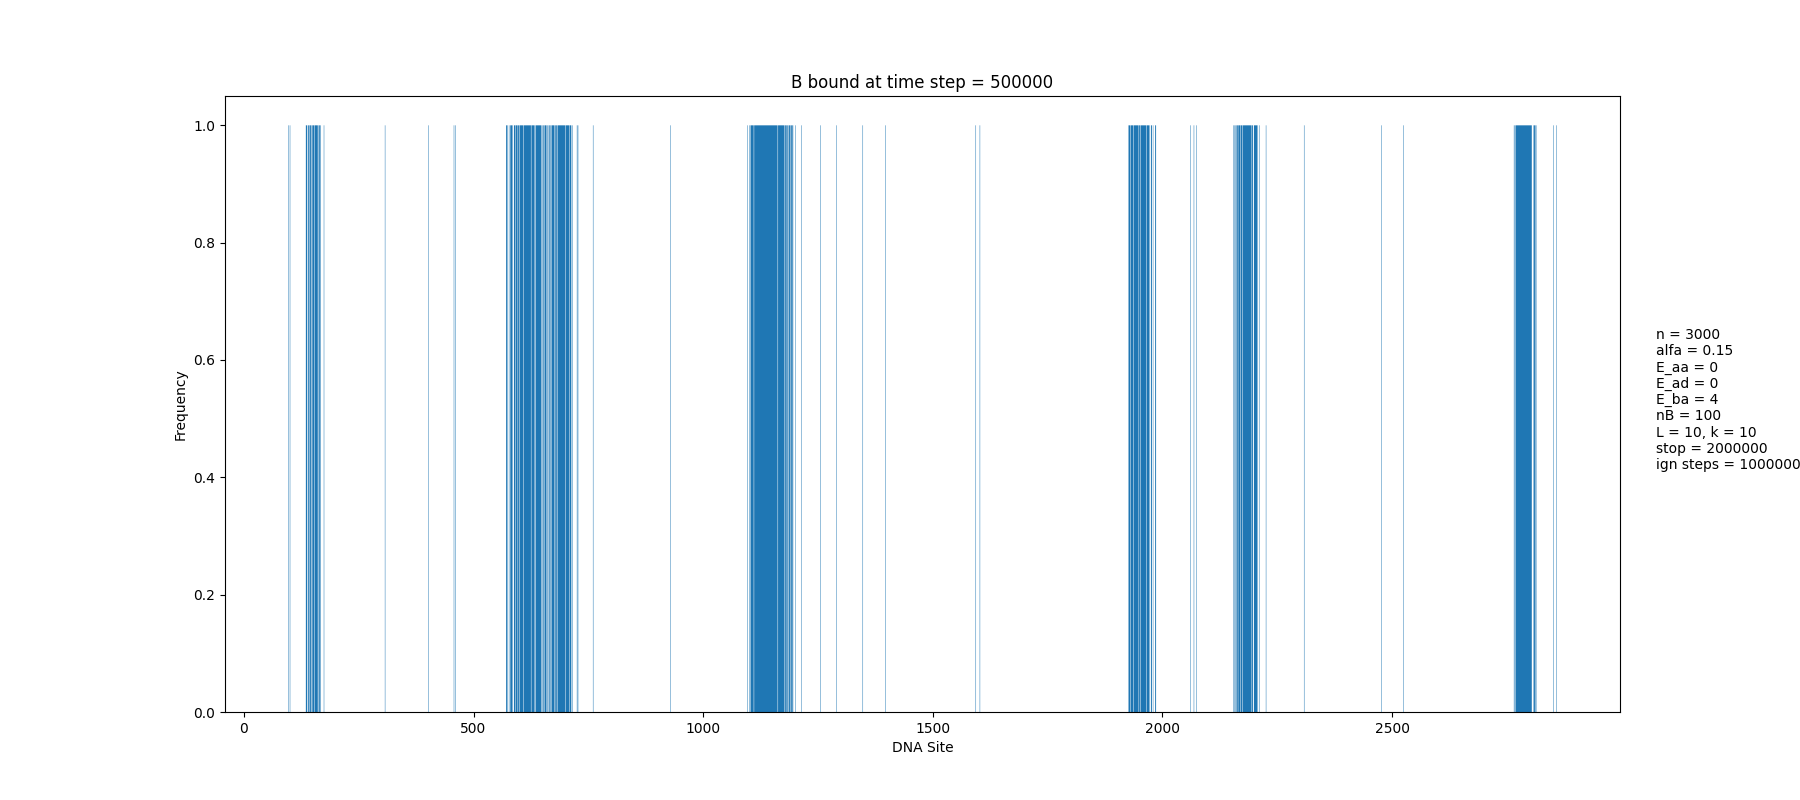 B bound at time step = 500000
1.0
0.8
0.6
0.4
0.2
0.0
Frequency
0 500 1000 1500 2000 2500
DNA Site
n = 3000
alfa = 0.15
E_aa = 0
E_ad = 0
E_ba = 4
nB = 100
L = 10, k = 10
stop = 2000000
ign steps = 1000000